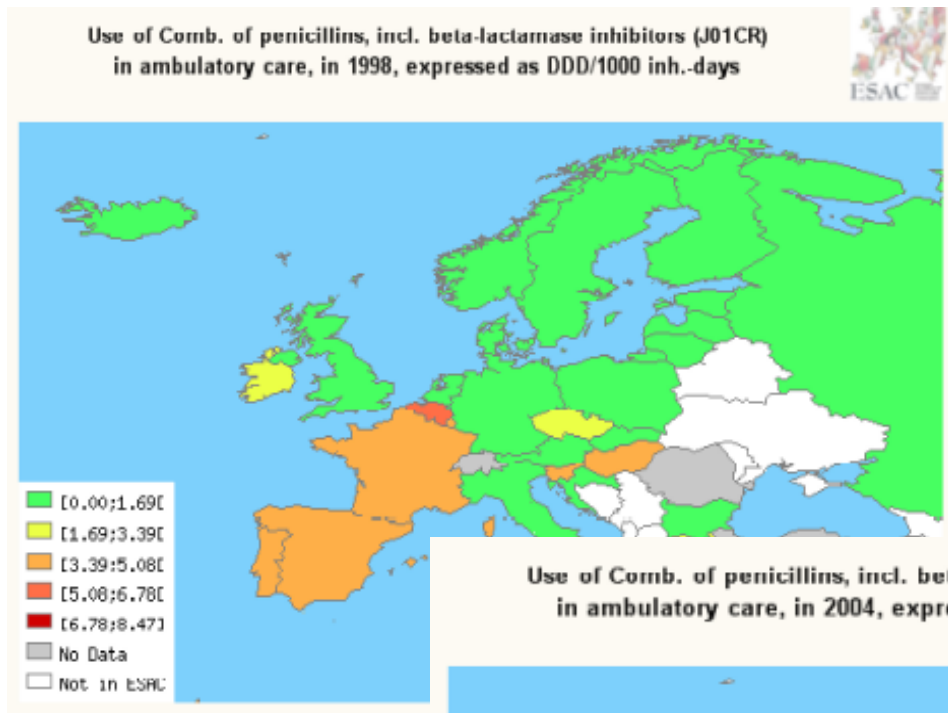 Use of Comb. of penicillins, incl. beta-lactamase inhibitors (J01CR)
in ambulatory care, in 1998, expressed as DDD/1000 inh.-days
ESAC
[0.00;1.69[
[1.69;3.39[
[3.39;5.08[
[5.08;6.78[
[6.78;8.47]
No Data
Not in ESAC
Use of Comb. of penicillins, incl. be
in ambulatory care, in 2004, expre